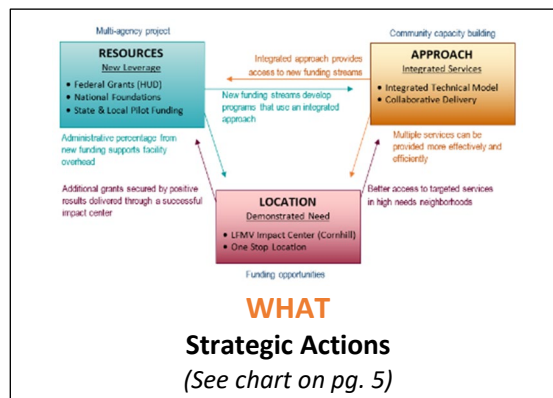 Multi-agency project
Community capacity building
RESOURCES
New Leverage
• Federal Grants (HUD)
• National Foundations
• State & Local Pilot Funding
Integrated approach provides
access to new funding streams
New funding streams develop
programs that use an integrated
approach
APPROACH
Integrated Services
• Integrated Technical Model
• Collaborative Delivery
Administrative percentage from
new funding supports facility
overhead
Multiple services can be
provided more effectively and
efficiently
Additional grants secured by positive
results delivered through a successful
impact center
LOCATION
Demonstrated Need
• LFMV Impact Center (Cornhill)
• One Stop Location
Better access to targeted services
in high needs neighborhoods
Funding opportunities
WHAT
Strategic Actions
(See chart on pg. 5)